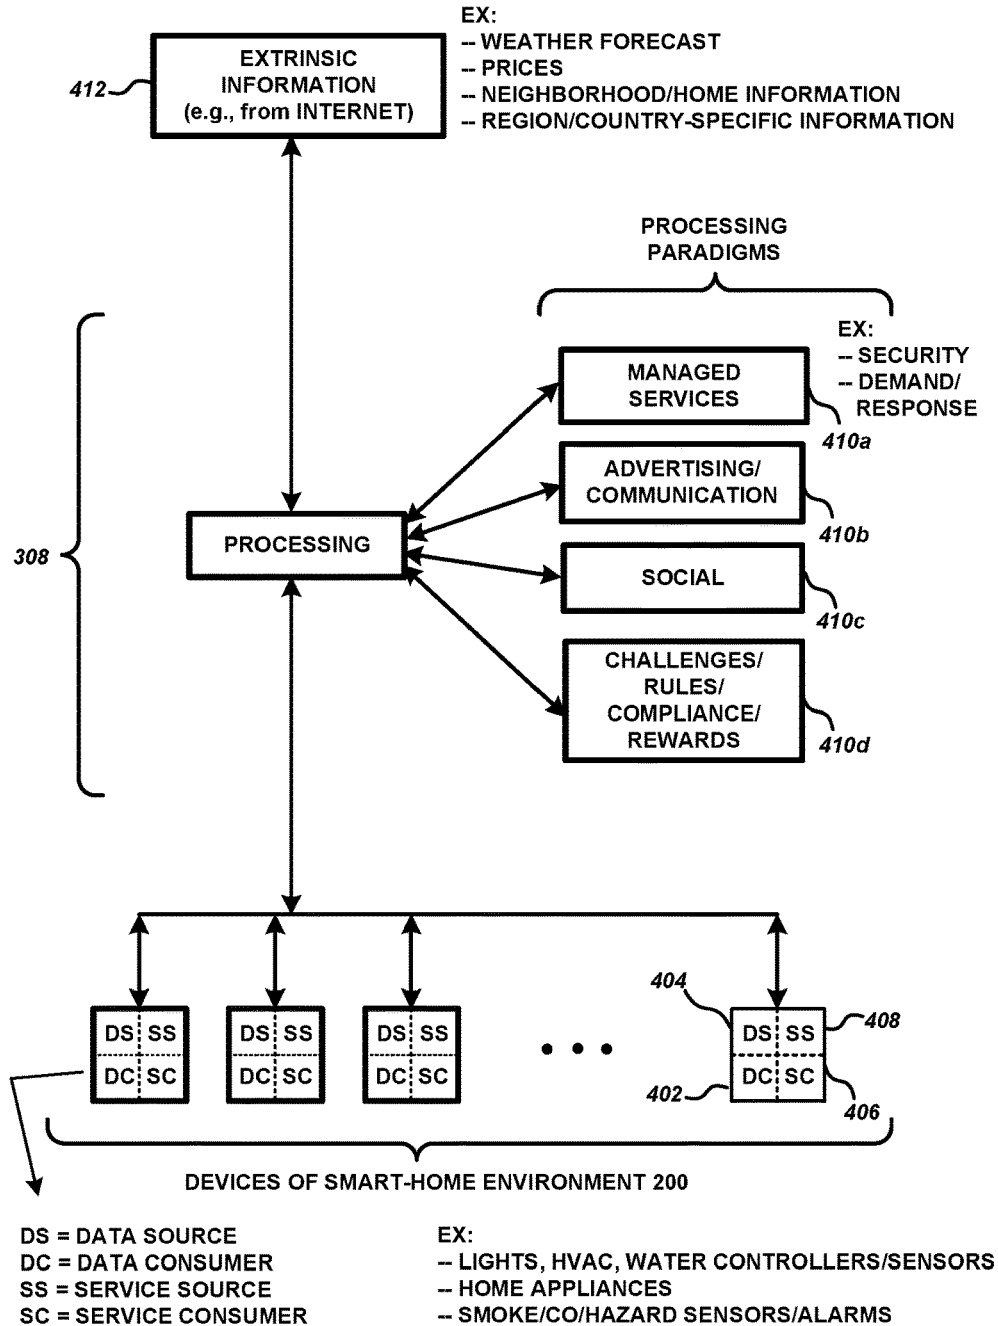 EX:
-- WEATHER FORECAST
-- PRICES
-- NEIGHBORHOOD/HOME INFORMATION
-- REGION/COUNTRY-SPECIFIC INFORMATION
EXTRINSIC
INFORMATION
(e.g., from INTERNET)
412
PROCESSING
PARADIGMS
EX:
-- SECURITY
-- DEMAND/
RESPONSE
MANAGED
SERVICES
410a
ADVERTISING/
COMMUNICATION
410b
308
PROCESSING
SOCIAL
410c
CHALLENGES/
RULES/
COMPLIANCE/
REWARDS
410d
DS SS
DC SC
DS SS
DC SC
DS SS
DC SC
404
DS SS
408
DC SC
402
406
DEVICES OF SMART-HOME ENVIRONMENT 200
DS = DATA SOURCE
DC = DATA CONSUMER
SS = SERVICE SOURCE
SC = SERVICE CONSUMER
EX:
-- LIGHTS, HVAC, WATER CONTROLLERS/SENSORS
-- HOME APPLIANCES
-- SMOKE/CO/HAZARD SENSORS/ALARMS